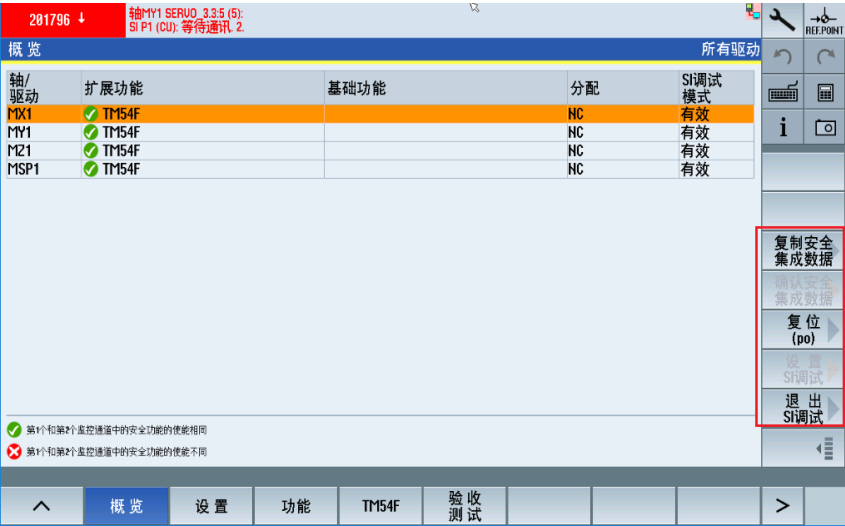 201796 ↓
轴MY1 SERVO_3.3:5 (5):
SI P1 (CU): 等待通讯. 2.
REF.POINT
概览
所有驱动
轴/
驱动
扩展功能
基础功能
分配
SI调试
模式
MX1 TM54F NC 有效
MY1 TM54F NC 有效
MZ1 TM54F NC 有效
MSP1 TM54F NC 有效
复制安全
集成数据
确认安全
集成数据
复位
(po)
设置
SI调试
退出
SI调试
第1个和第2个监控通道中的安全功能的使能相同
第1个和第2个监控通道中的安全功能的使能不同
概览
设置
功能
TM54F
验收
测试
>